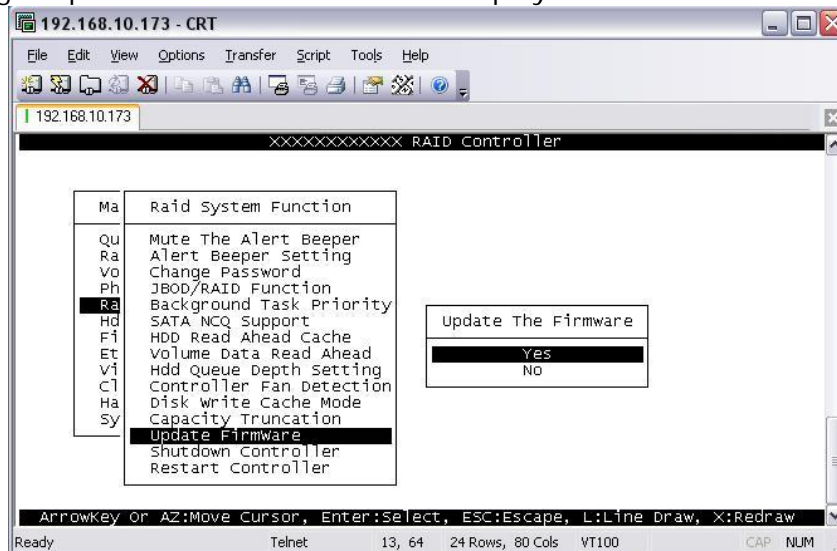 192.168.10.173 - CRT
File Edit View Options Transfer Script Tools Help
192.168.10.173
XXXXXXXXXXXX RAID Controller
Ma
Qu
Ra
Vo
Ph
Ra
Hd
Fi
Et
Vi
Cl
Ha
Sy
Raid System Function
Mute The Alert Beeper
Alert Beeper Setting
Change Password
JBOD/RAID Function
Background Task Priority
SATA NCQ Support
HDD Read Ahead Cache
Volume Data Read Ahead
Hdd Queue Depth Setting
Controller Fan Detection
Disk Write Cache Mode
Capacity Truncation
Update Firmware
Shutdown Controller
Restart Controller
Update The Firmware
Yes
No
ArrowKey Or AZ:Move Cursor, Enter:Select, ESC:Escape, L:Line Draw, X:Redraw
Ready Telnet 13, 64 24 Rows, 80 Cols VT100 CAP NUM